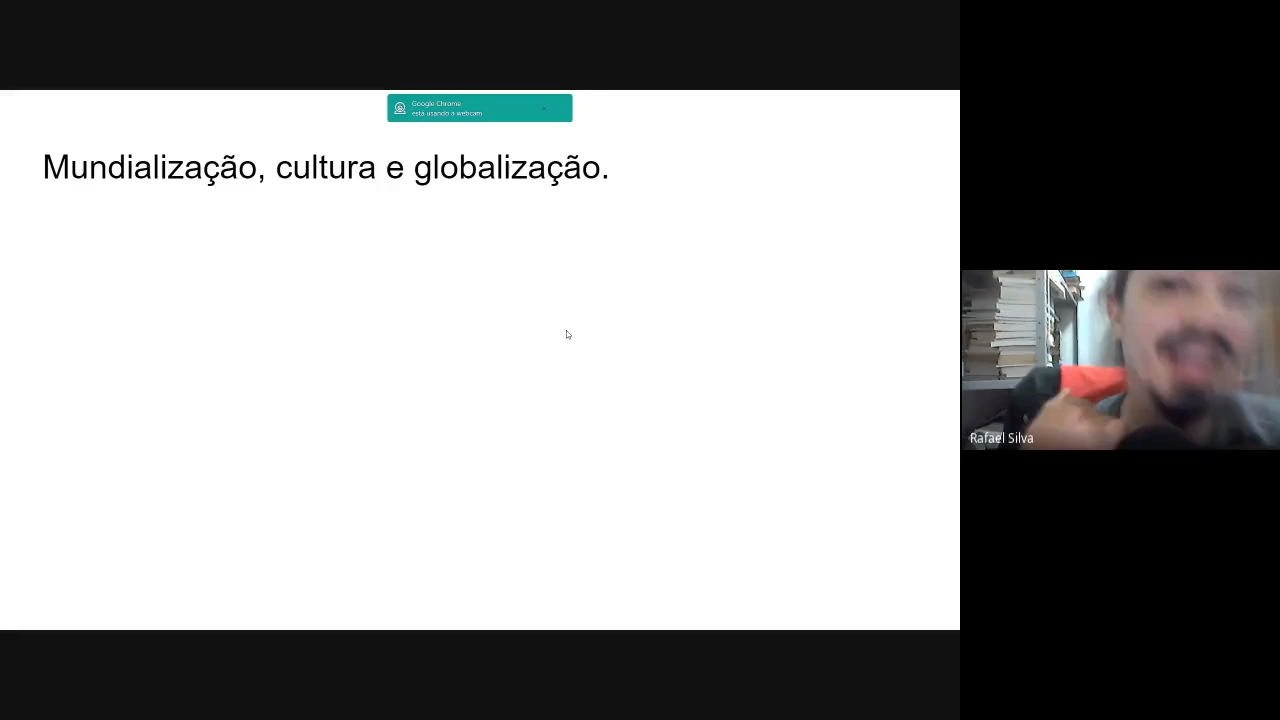 Google Chrome
está usando a webcam
Mundialização, cultura e globalização.
Rafael Silva